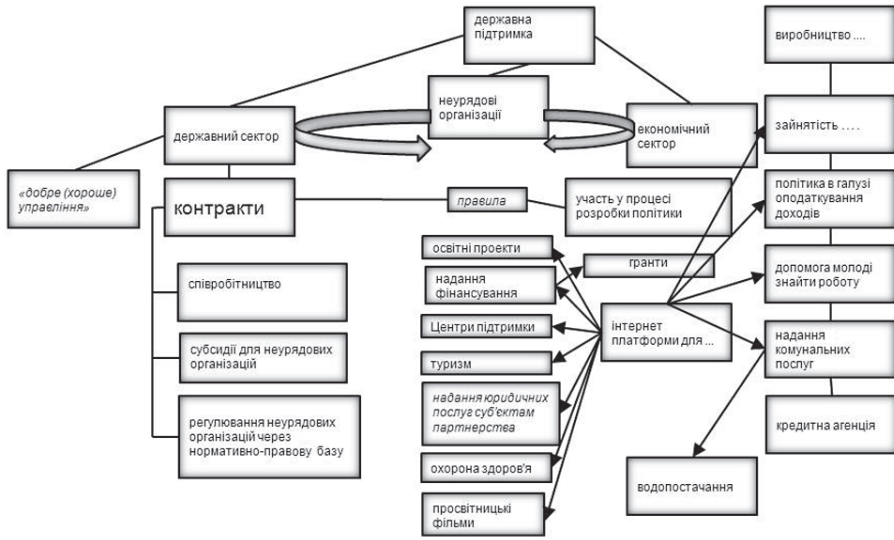 державна
підтримка
виробництво ....
неурядові
організації
державний сектор
економічний
сектор
зайнятість . . . .
«добре (хороше)
управління»
контракти
правила
участь у процесі
розробки політики
політика в галузі
оподаткування
доходів
освітні проекти
гранти
надання
фінансування
допомога молоді
знайти роботу
співробітництво
Центри підтримки
інтернет
платформи для ...
надання
комунальних
послуг
субсидії для неурядових
організацій
туризм
надання юридичних
послуг суб'єктам
партнерства
регулювання неурядових
організацій через
нормативно-правову базу
кредитна агенція
охорона здоров'я
водопостачання
просвітницькі
фільми